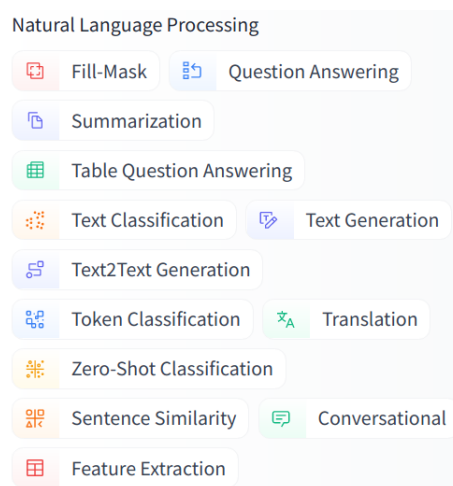 Natural Language Processing
Fill-Mask Question Answering
Summarization
Table Question Answering
Text Classification Text Generation
Text2Text Generation
Token Classification Translation
Zero-Shot Classification
Sentence Similarity Conversational
Feature Extraction